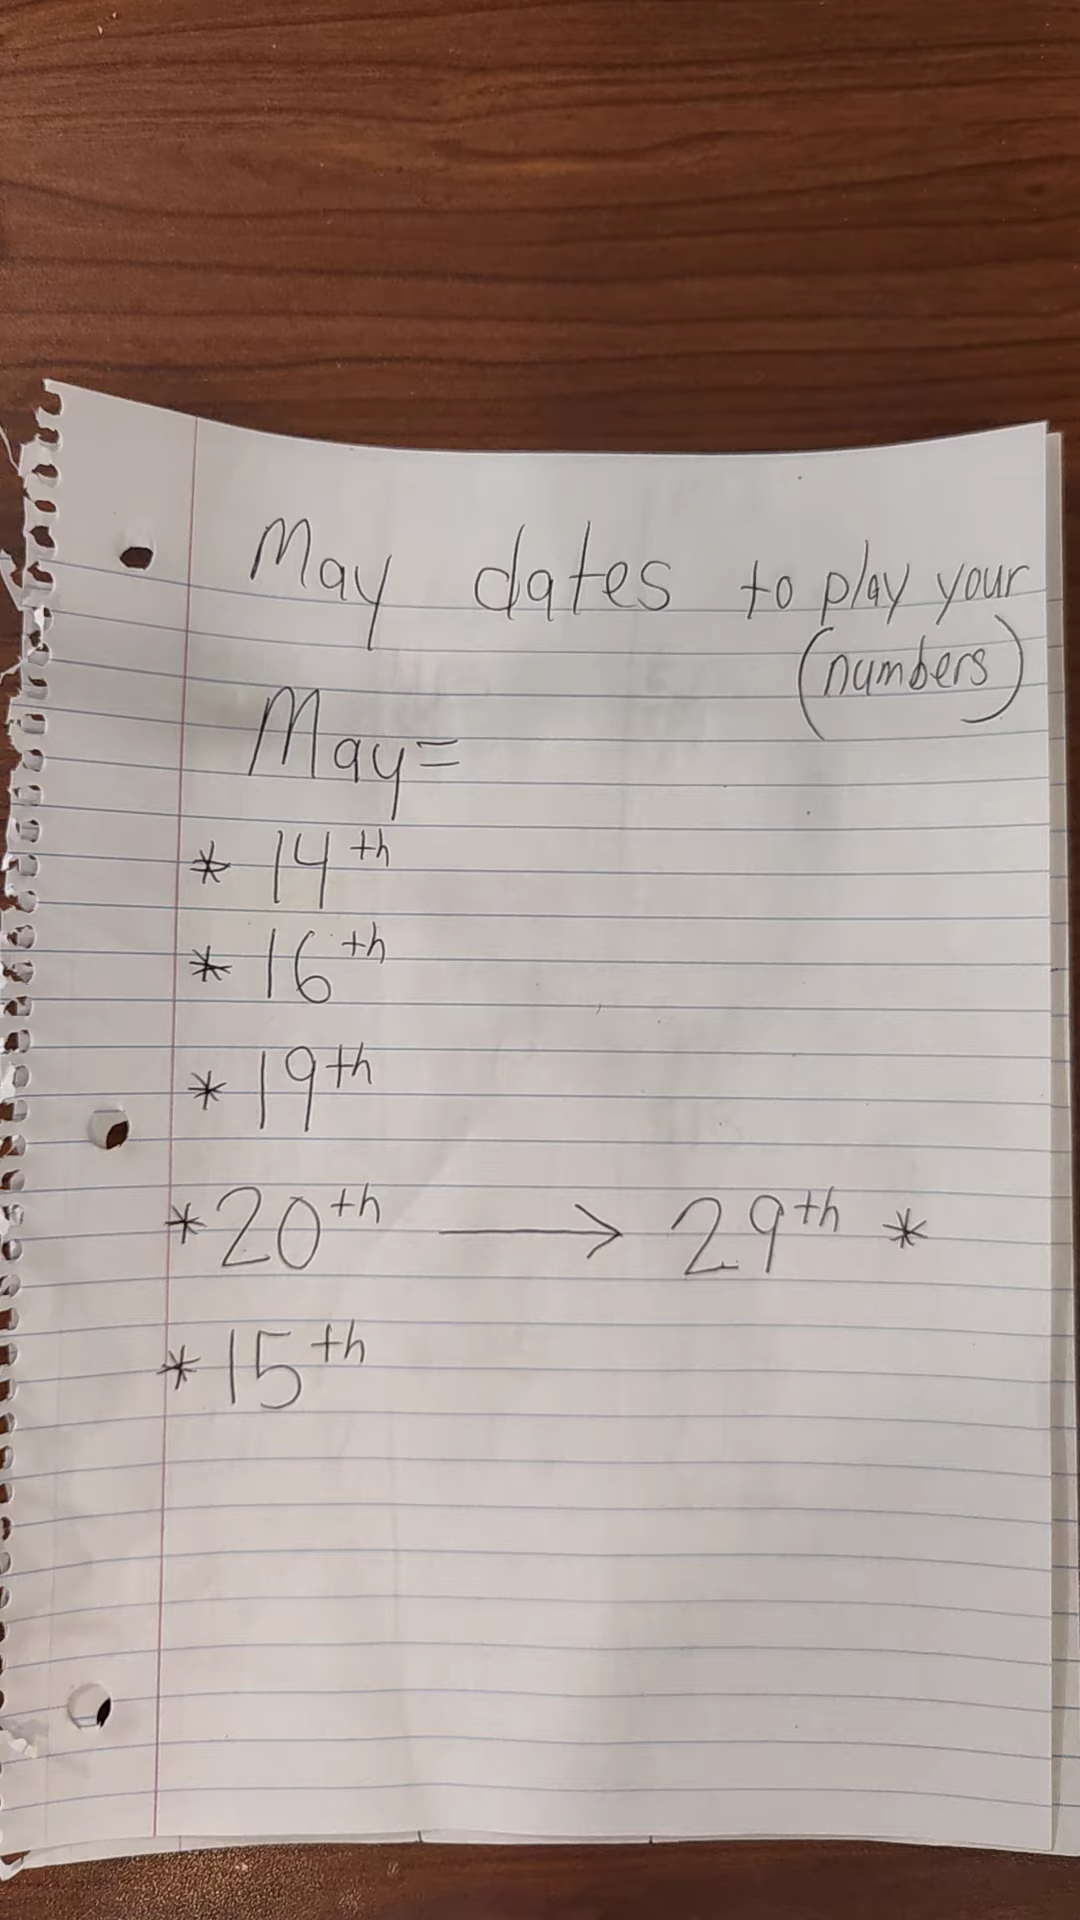 May dates to play your
(numbers)
May=
* 14th
* 16th
* 19th
* 20th → 29th *
* 15th